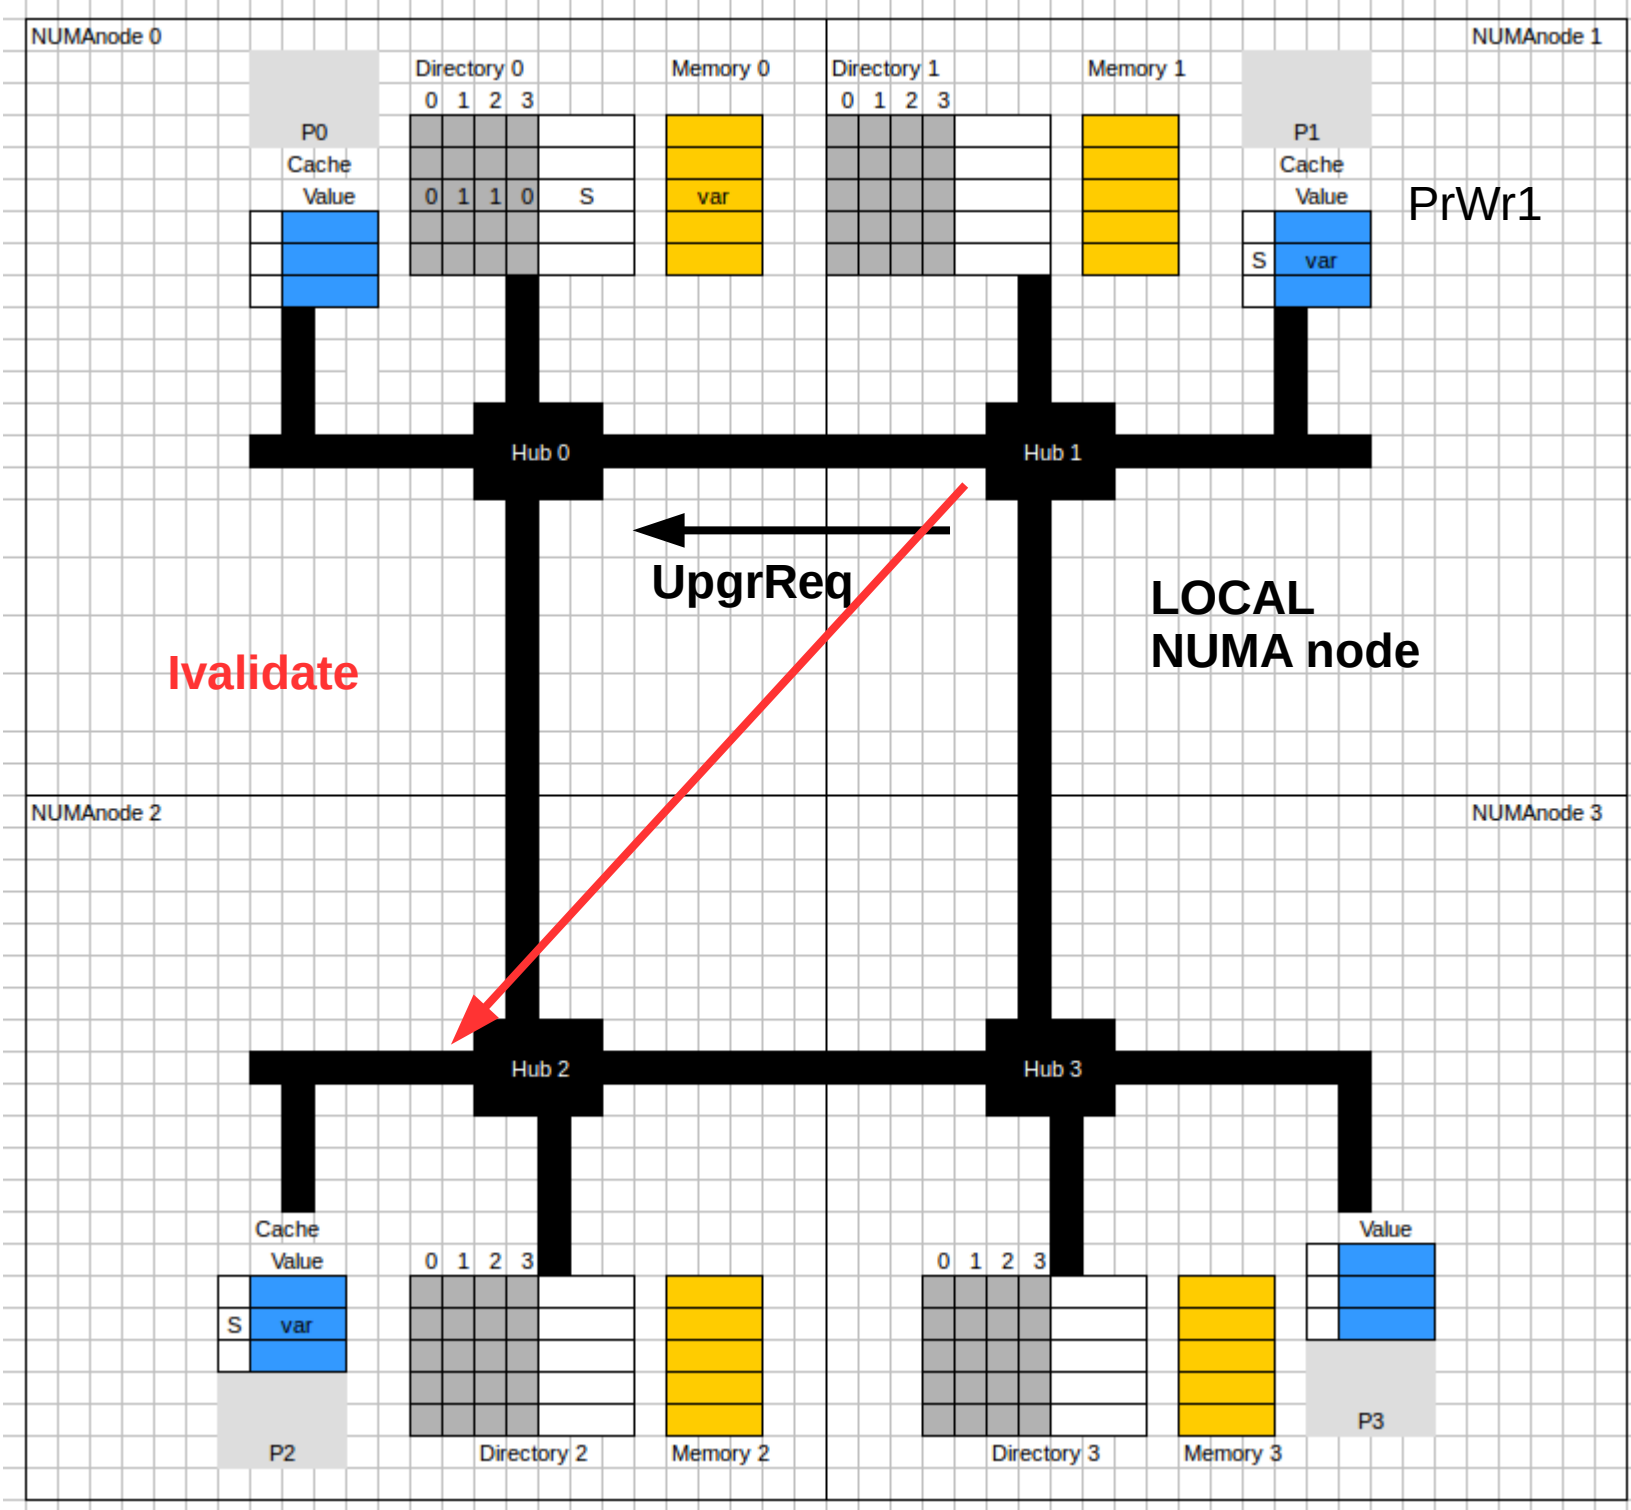 NUMAnode 0
NUMAnode 1
Directory 0
Memory 0
Directory 1
Memory 1
0 1 2 3
0 1 2 3
P0
P1
Cache
Cache
Value
0 1 1 0 S
var
Value
PrWr1
S var
Hub 0
Hub 1
UpgrReq
LOCAL
NUMA node
Ivalidate
NUMAnode 2
NUMAnode 3
Hub 2
Hub 3
Cache
Value
Value
0 1 2 3
0 1 2 3
S var
P2
Directory 2
Memory 2
Directory 3
Memory 3
P3